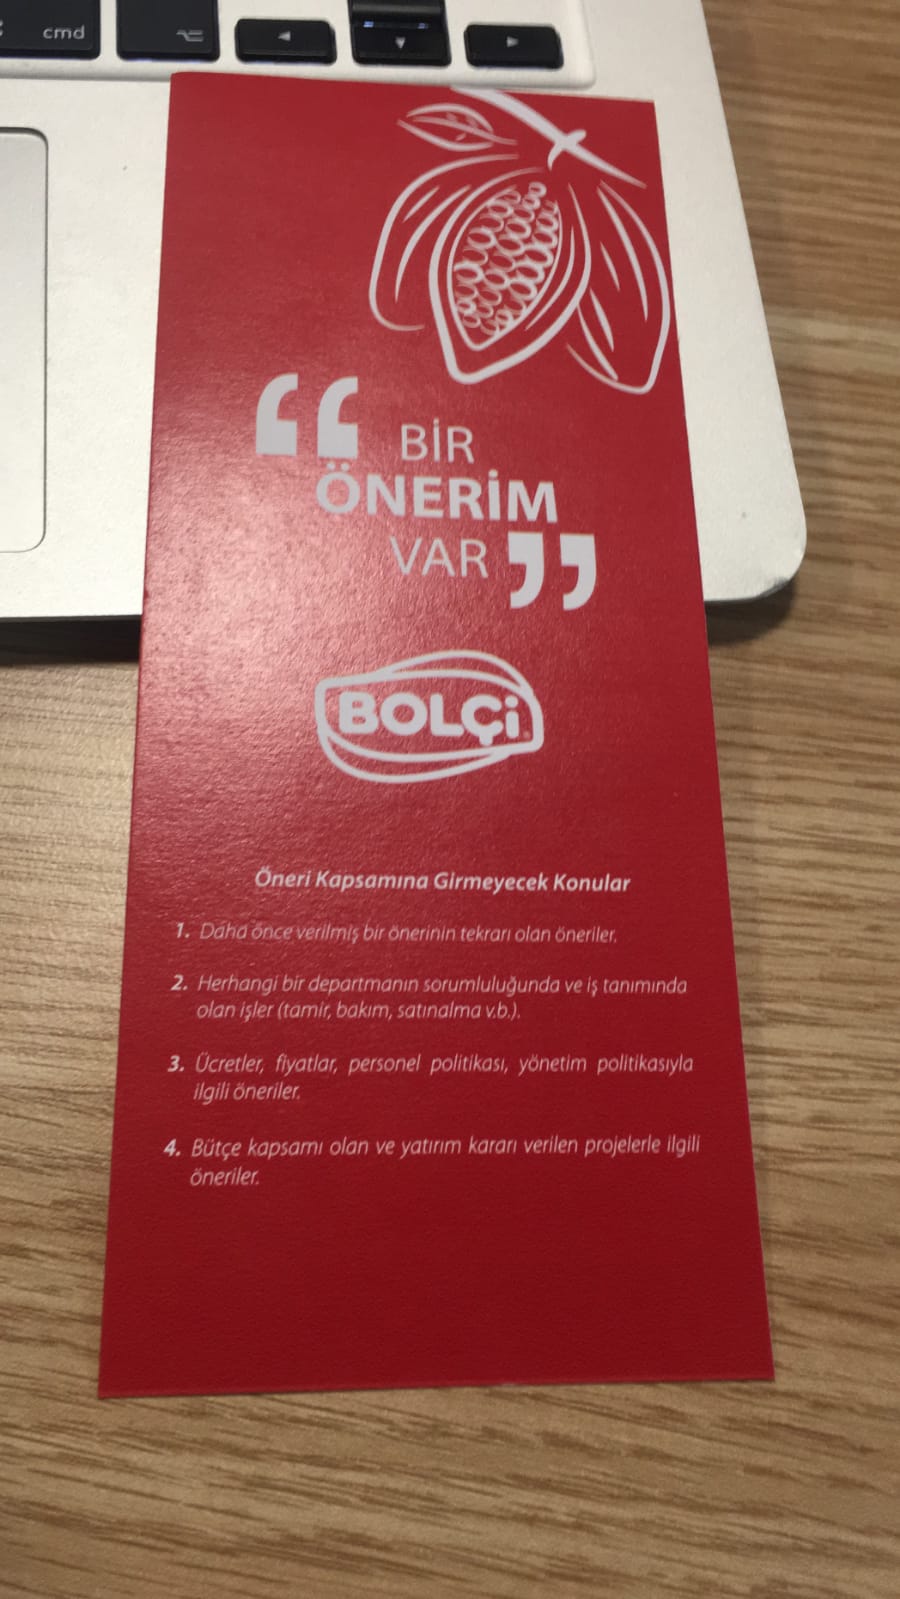 cmd
BİR
ÖNERİM
VAR
BOLÇi
Öneri Kapsamına Girmeyecek Konular
1. Daha önce verilmiş bir önerinin tekrarı olan öneriler.
2. Herhangi bir departmanın sorumluluğunda ve iş tanımında
olan işler (tamir, bakım, satınalma v.b.).
3. Ücretler, fiyatlar, personel politikası, yönetim politikasıyla
ilgili öneriler.
4. Bütçe kapsamı olan ve yatırım kararı verilen projelerle ilgili
öneriler.